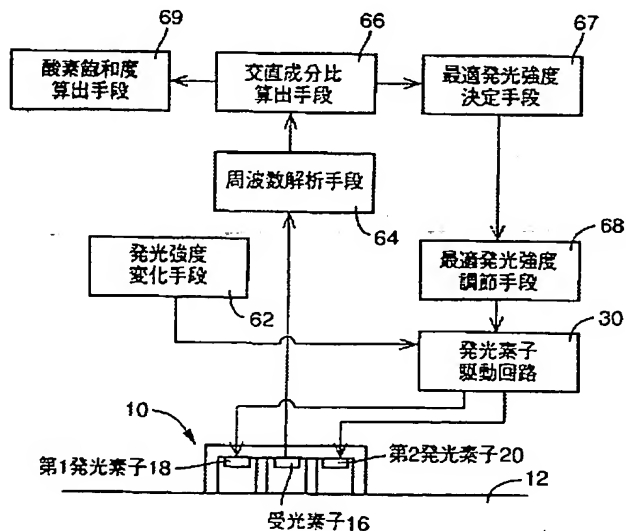 69
66
67
酸素飽和度
算出手段
交直成分比
算出手段
最適発光強度
決定手段
周波数解析手段
64
68
発光強度
変化手段
62
最適発光強度
調節手段
30
発光素子
駆動回路
10
第1発光素子18
第2発光素子20
12
受光素子16